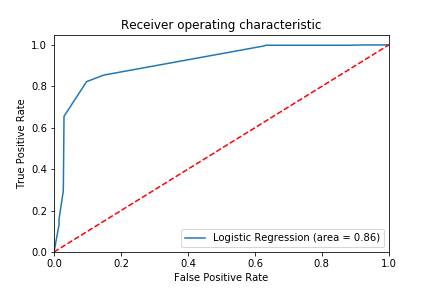 Receiver operating characteristic
True Positive Rate
1.0
0.8
0.6
0.4
0.2
0.0
Logistic Regression (area = 0.86)
0.0 0.2 0.4 0.6 0.8 1.0
False Positive Rate